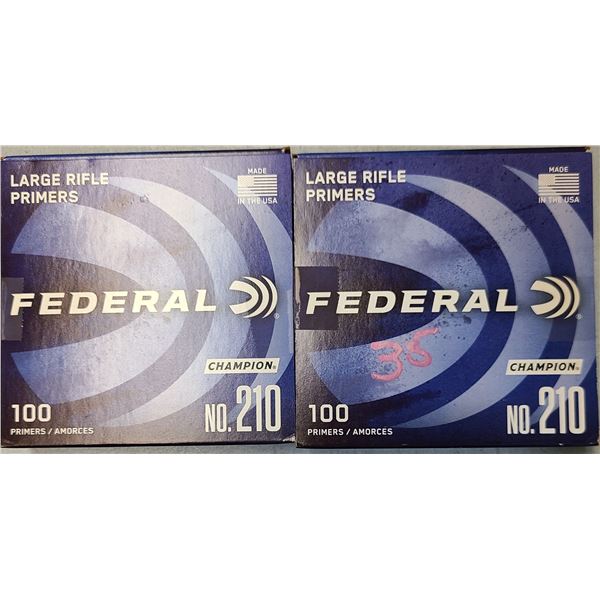 LARGE RIFLE
PRIMERS
MADE
IN THE USA
FEDERAL
®
CHAMPION®
100
PRIMERS / AMORCES
NO. 210
LARGE RIFLE
PRIMERS
MADE
IN THE USA
FEDERAL
®
35
CHAMPION®
100
PRIMERS / AMORCES
NO. 210